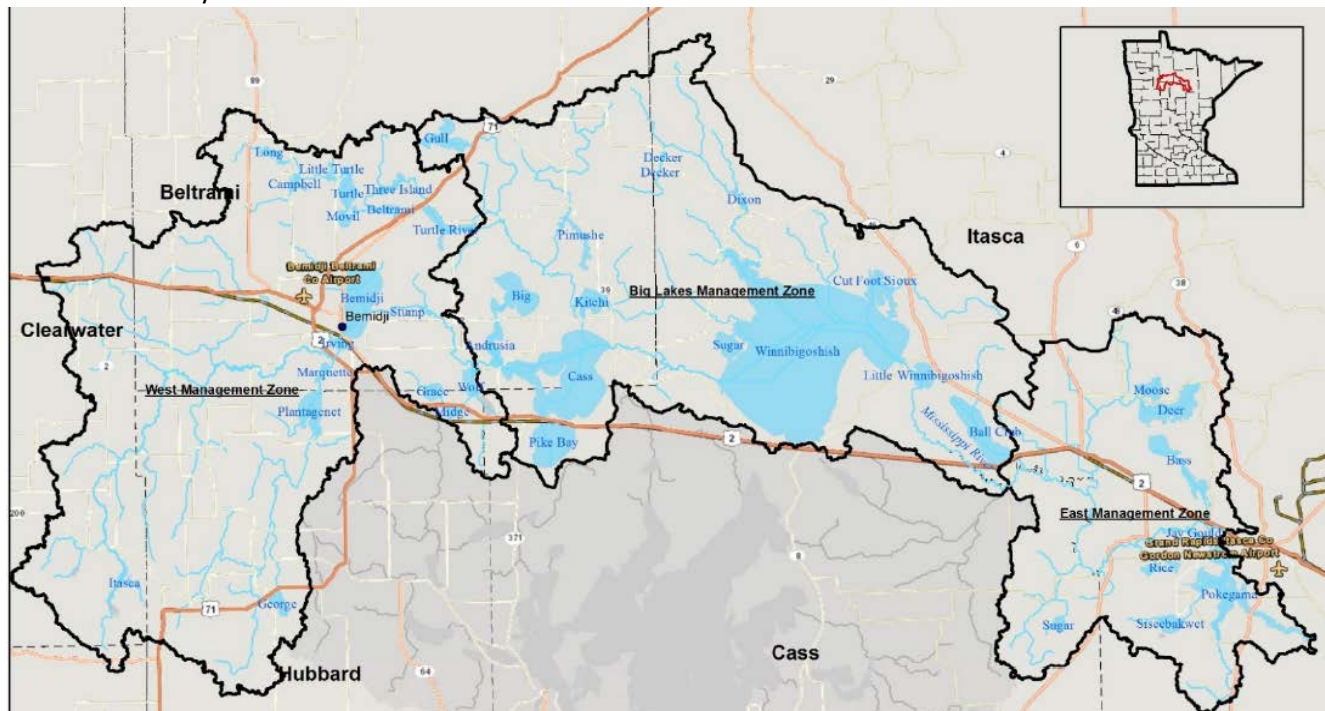 89
29
71
Gull
4
Long
Little Turtle
Campbell
Turtle
Three Island
Beltrami
Movil
Beltrami
Turtle River
Decker
Decker
Dixon
Itasca
6
38
Pimushe
Bemidji Beltrami
Co Airport
Bemidji
Bemidji
Stump
Big
Kitchi
39
Big Lakes Management Zone
Cut Foot Sioux
Clearwater
2
2
Irving
Andrusia
Sugar
Winnibigoshish
Marquette
West Management Zone
Cass
Wolf
Grace
Midge
Little Winnibigoshish
Moose
Deer
Plantagenet
Pike Bay
2
Mississippi River
Ball Club
Bass
2
200
371
8
East Management Zone
Jay Gould
Grand Rapids Itasca Co
Gordon Newstrom Airport
Rice
Pokegama
Itasca
71
George
Sugar
Siseebakwet
Hubbard
64
Cass